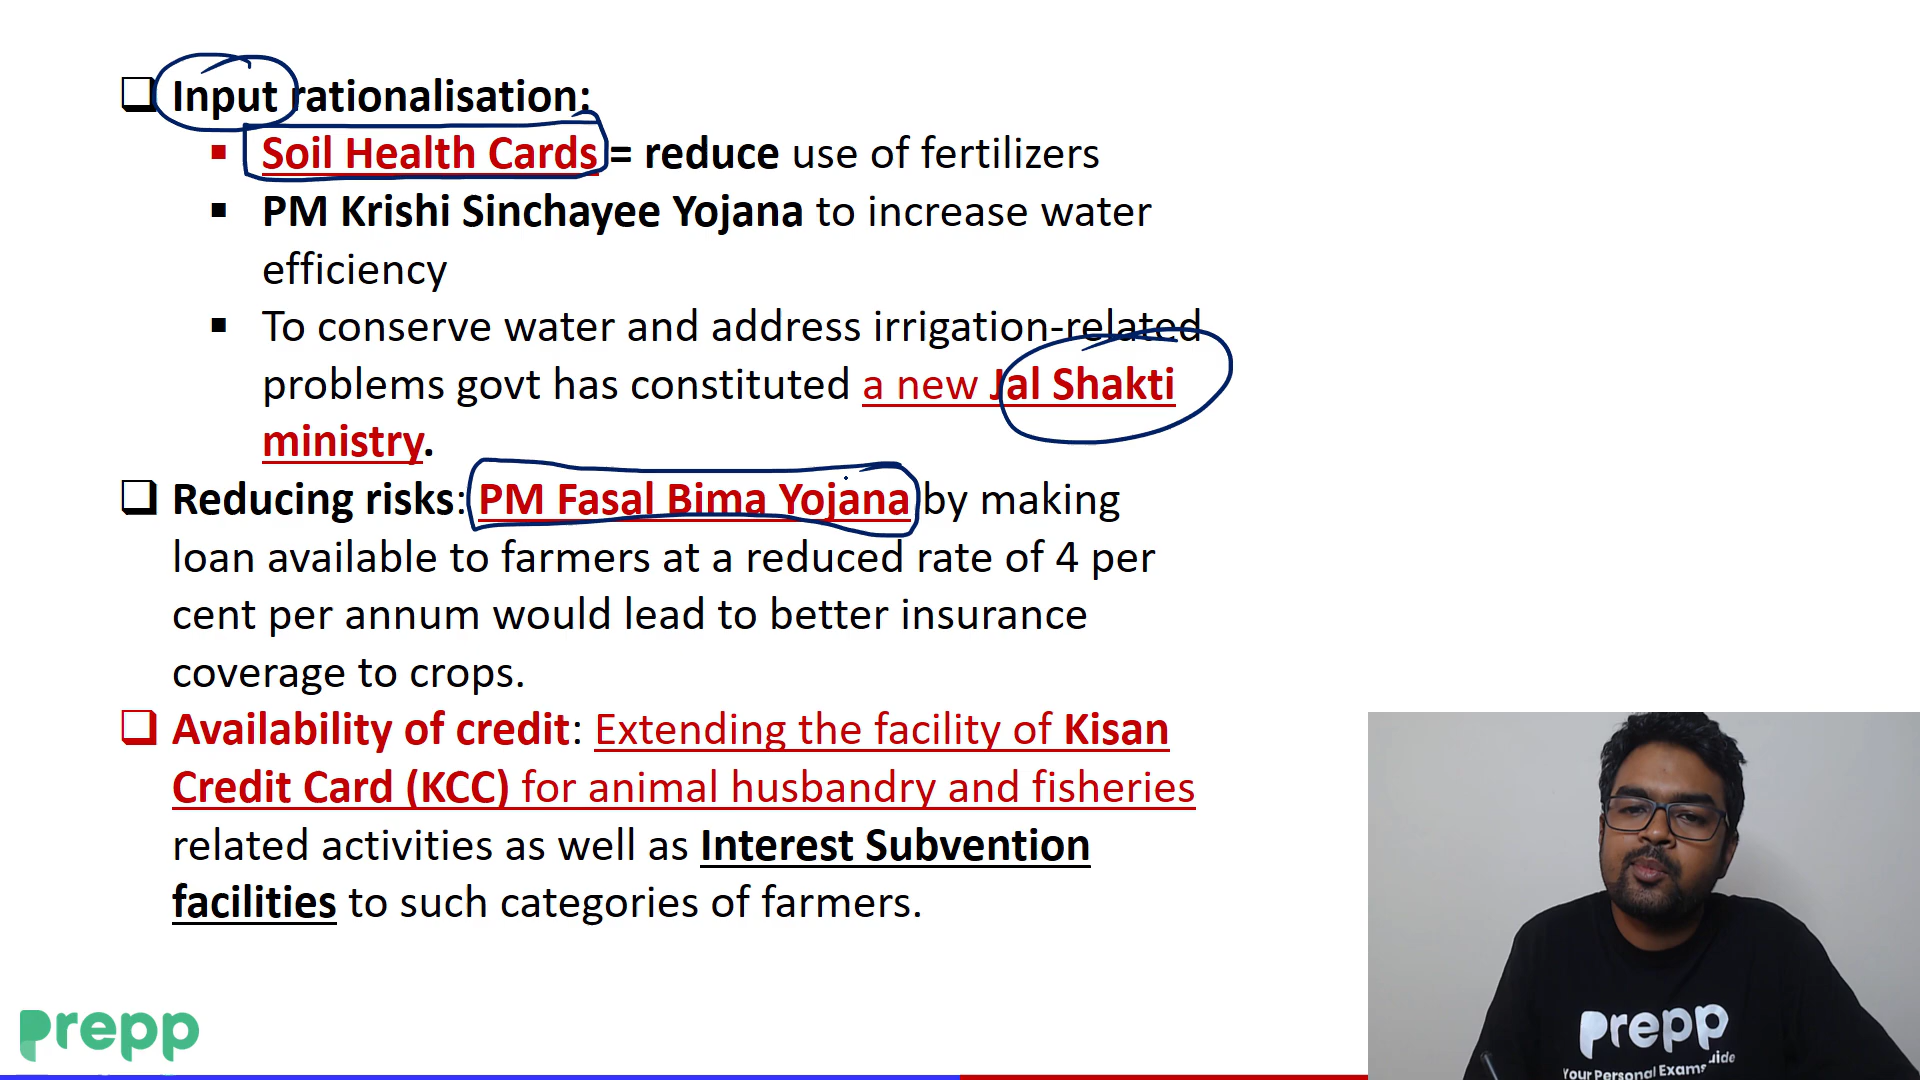 Input rationalisation:
Soil Health Cards = reduce use of fertilizers
PM Krishi Sinchayee Yojana to increase water
efficiency
To conserve water and address irrigation-related
problems govt has constituted a new Jal Shakti
ministry.
Reducing risks: PM Fasal Bima Yojana by making
loan available to farmers at a reduced rate of 4 per
cent per annum would lead to better insurance
coverage to crops.
Availability of credit: Extending the facility of Kisan
Credit Card (KCC) for animal husbandry and fisheries
related activities as well as Interest Subvention
facilities to such categories of farmers.
prepp
prepp
Your Personal Exams